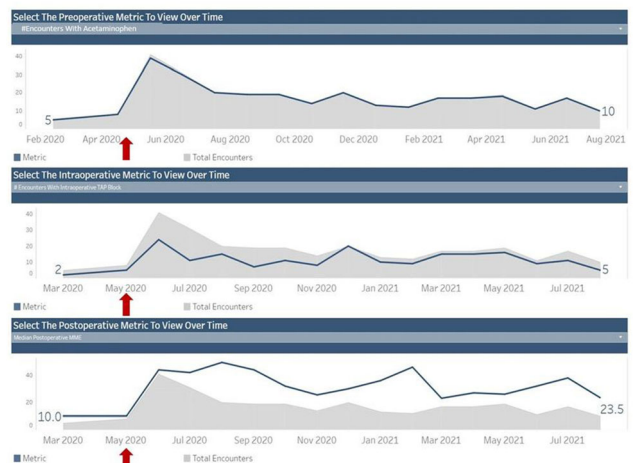 Select The Preoperative Metric To View Over Time
#Encounters With Acetaminophen
40
30
20
10
0
5
10
Feb 2020 Apr 2020 Jun 2020 Aug 2020 Oct 2020 Dec 2020 Feb 2021 Apr 2021 Jun 2021 Aug 2021
Metric Total Encounters
Select The Intraoperative Metric To View Over Time
# Encounters With Intraoperative TAP Block
40
30
20
10
0
2
5
Mar 2020 May 2020 Jul 2020 Sep 2020 Nov 2020 Jan 2021 Mar 2021 May 2021 Jul 2021
Metric Total Encounters
Select The Postoperative Metric To View Over Time
Median Postoperative MME
40
20
0
10.0
23.5
Mar 2020 May 2020 Jul 2020 Sep 2020 Nov 2020 Jan 2021 Mar 2021 May 2021 Jul 2021
Metric Total Encounters